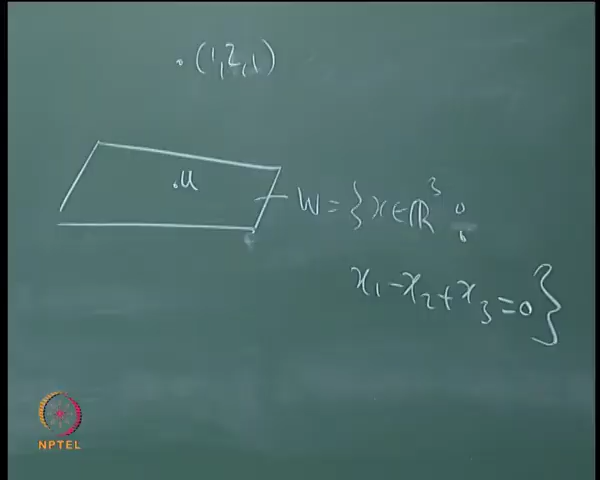 .(1,2,1)
.u
W = {x∈ℝ³ :
x₁-x₂+x₃=0}
NPTEL